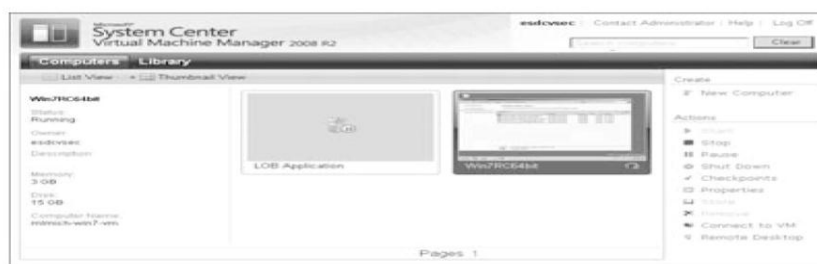 Microsoft
System Center
Virtual Machine Manager 2008 R2
esdcvsec | Contact Administrator | Help | Log Off
Search computers
Clear
Computers Library
List View Thumbnail View
Win7RC64bit
Status:
Running
Owner:
esdcvsec
Description:
Memory:
3 GB
Disk:
15 GB
Computer Name:
LOB Application
Win7RC64bit
Pages 1
Create
New Computer
Actions
Start
Stop
Pause
Shut Down
Checkpoints
Properties
Store
Remove
Connect to VM
Remote Desktop